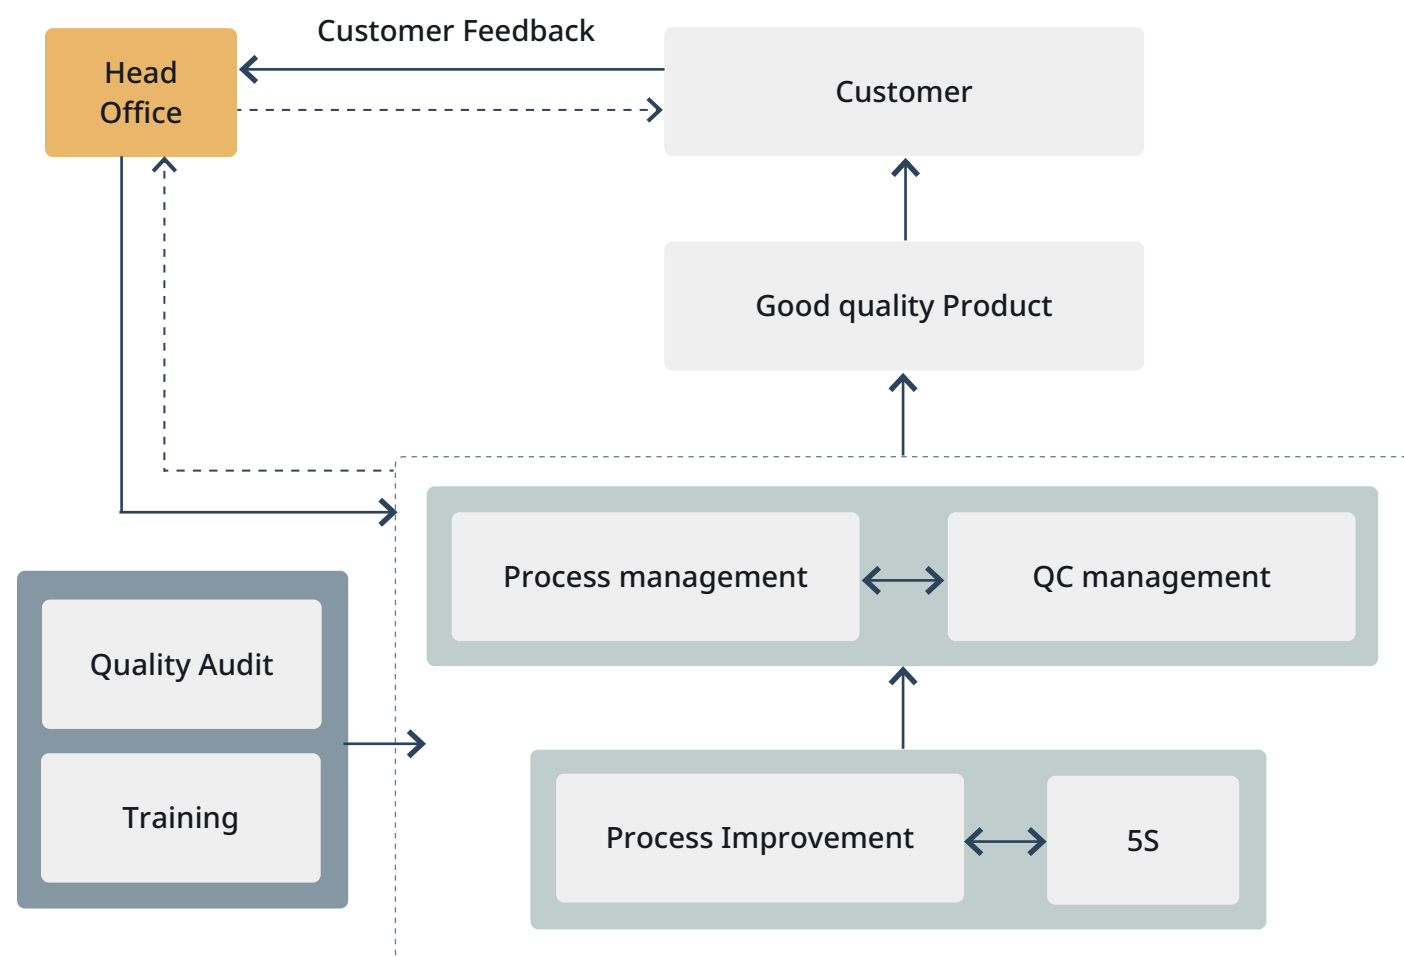 Customer Feedback
Head
Office
Customer
Good quality Product
Process management
QC management
Quality Audit
Training
Process Improvement
5S